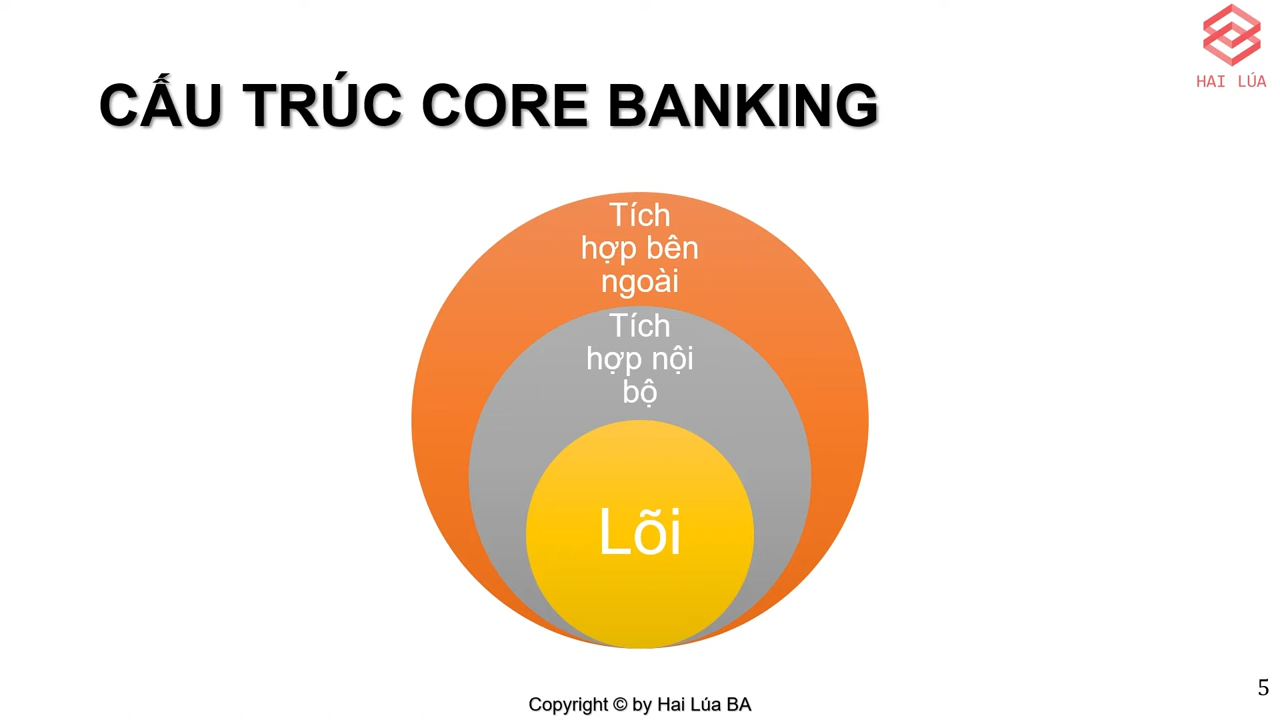 HAI LÚA
CẤU TRÚC CORE BANKING
Tích
hợp bên
ngoài
Tích
hợp nội
bộ
Lõi
Copyright © by Hai Lúa BA
5